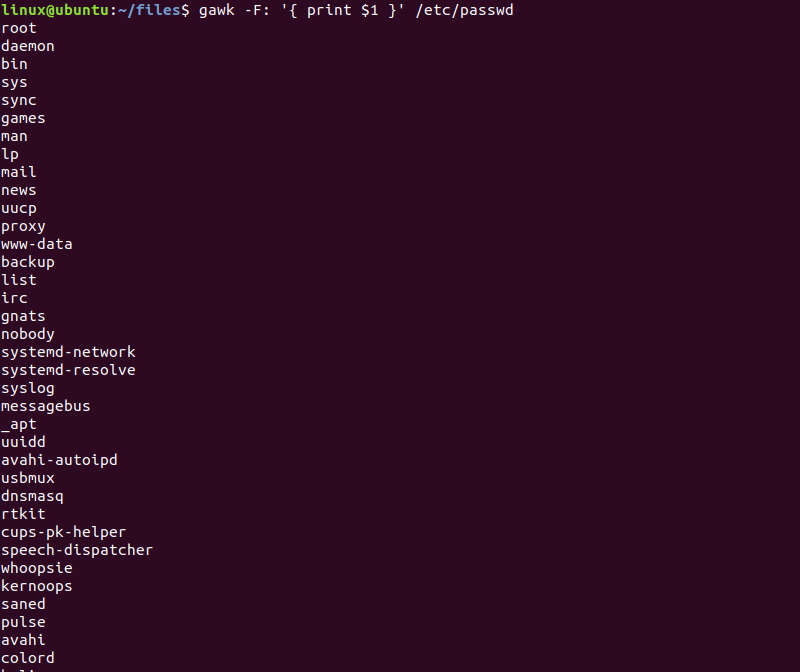 linux@ubuntu:~/files$ gawk -F: '{ print $1 }' /etc/passwd
root
daemon
bin
sys
sync
games
man
lp
mail
news
uucp
proxy
www-data
backup
list
irc
gnats
nobody
systemd-network
systemd-resolve
syslog
messagebus
_apt
uuidd
avahi-autoipd
usbmux
dnsmasq
rtkit
cups-pk-helper
speech-dispatcher
whoopsie
kernoops
saned
pulse
avahi
colord